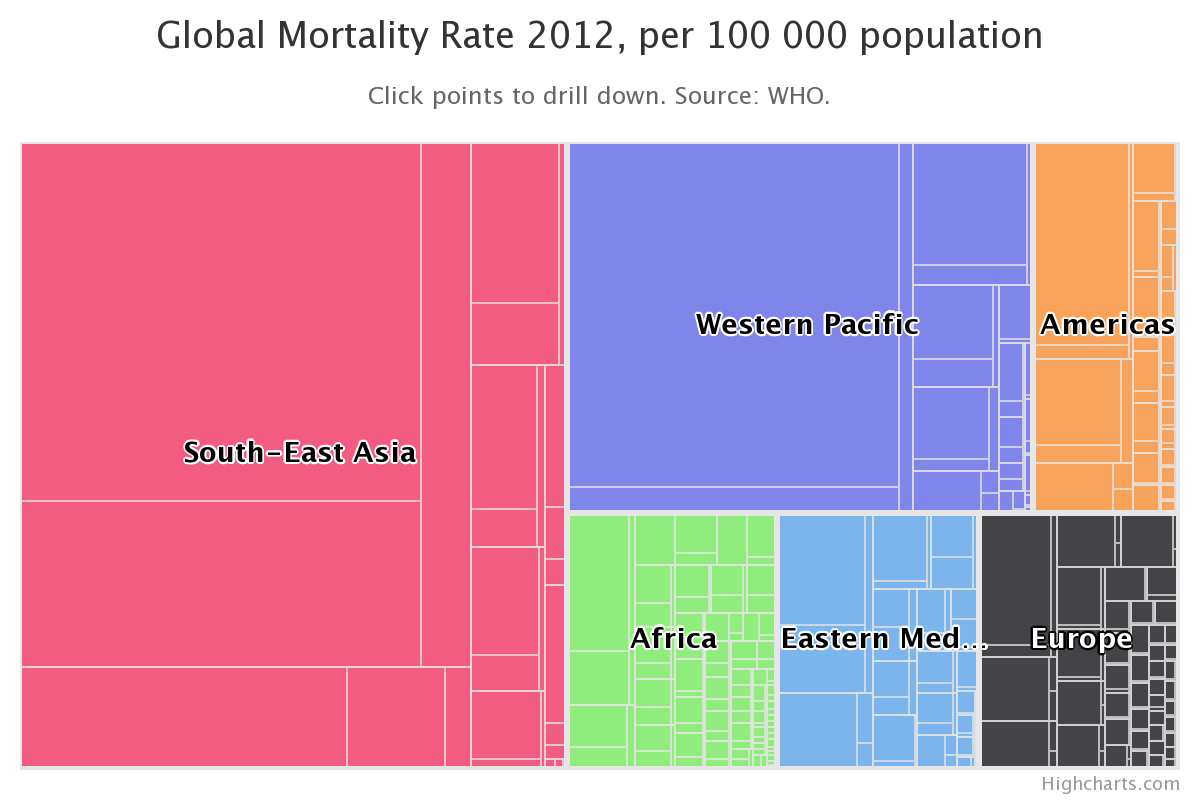 Global Mortality Rate 2012, per 100 000 population
Click points to drill down. Source: WHO.
Western Pacific
Americas
South-East Asia
Africa
Eastern Med...
Europe
Highcharts.com